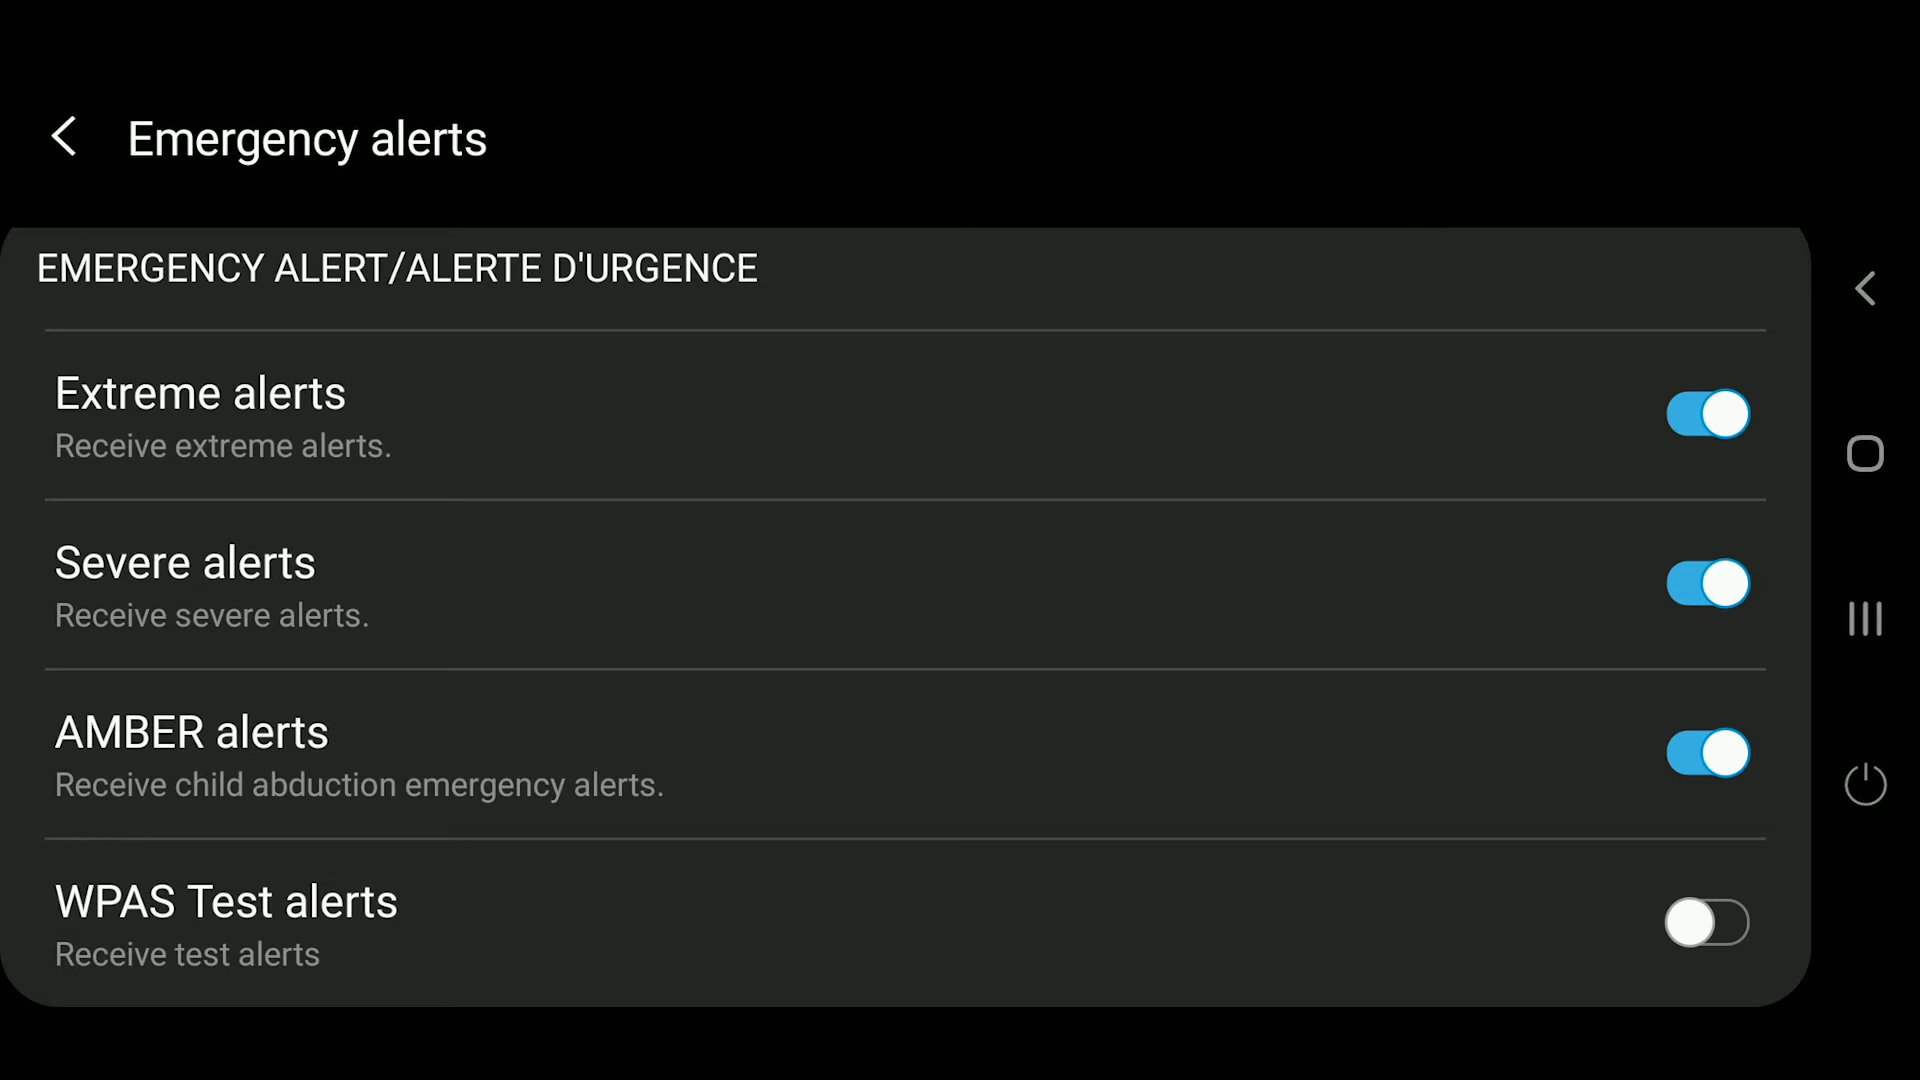 Emergency alerts
EMERGENCY ALERT/ALERTE D'URGENCE
Extreme alerts
Receive extreme alerts.
Severe alerts
Receive severe alerts.
AMBER alerts
Receive child abduction emergency alerts.
WPAS Test alerts
Receive test alerts